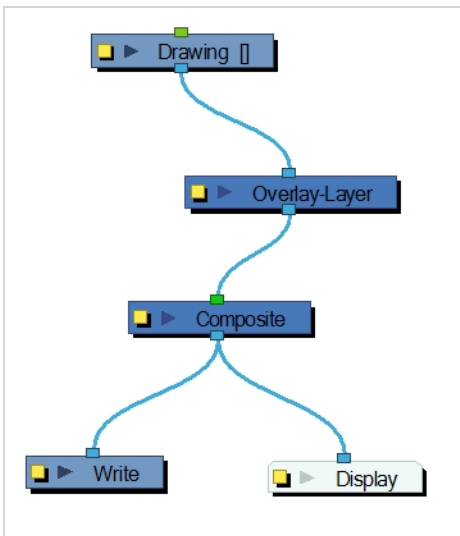 Drawing []
Overlay-Layer
Composite
Write
Display